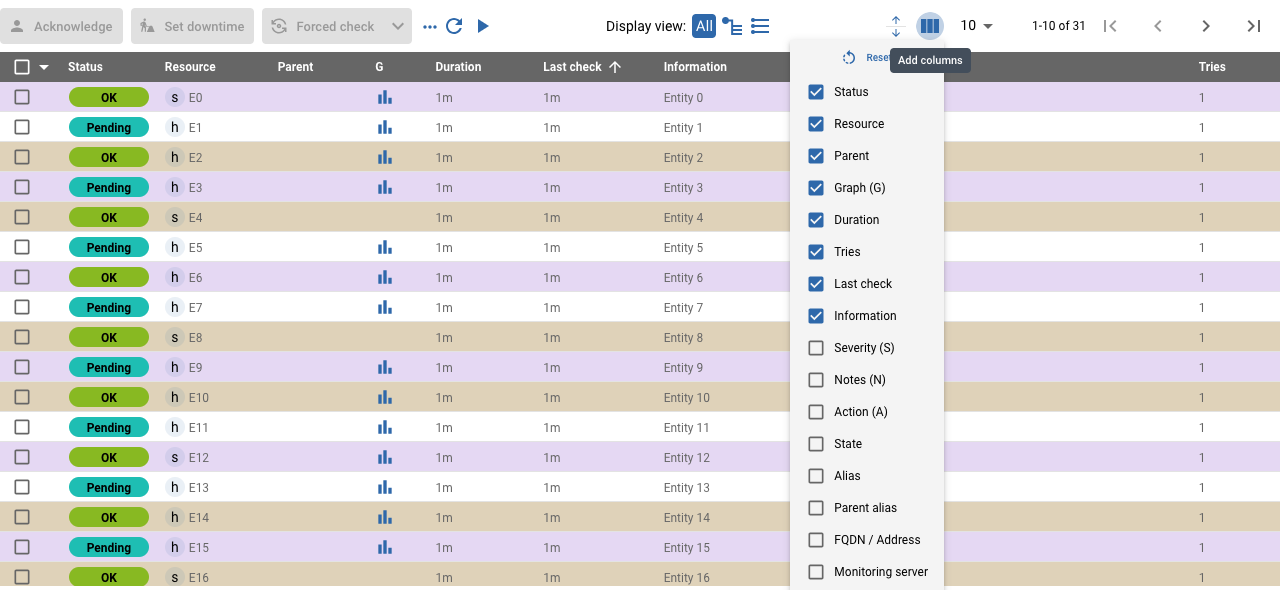 Acknowledge Set downtime Forced check Display view: All 10 1-10 of 31
Reset
Add columns
Status Resource Parent G Duration Last check Information Tries
OK s E0 1m 1m Entity 0 1
Pending h E1 1m 1m Entity 1 1
OK h E2 1m 1m Entity 2 1
Pending h E3 1m 1m Entity 3 1
OK s E4 1m 1m Entity 4 1
Pending h E5 1m 1m Entity 5 1
OK h E6 1m 1m Entity 6 1
Pending h E7 1m 1m Entity 7 1
OK s E8 1m 1m Entity 8 1
Pending h E9 1m 1m Entity 9 1
OK h E10 1m 1m Entity 10 1
Pending h E11 1m 1m Entity 11 1
OK s E12 1m 1m Entity 12 1
Pending h E13 1m 1m Entity 13 1
OK h E14 1m 1m Entity 14 1
Pending h E15 1m 1m Entity 15 1
OK s E16 1m 1m Entity 16 1
Status
Resource
Parent
Graph (G)
Duration
Tries
Last check
Information
Severity (S)
Notes (N)
Action (A)
State
Alias
Parent alias
FQDN / Address
Monitoring server